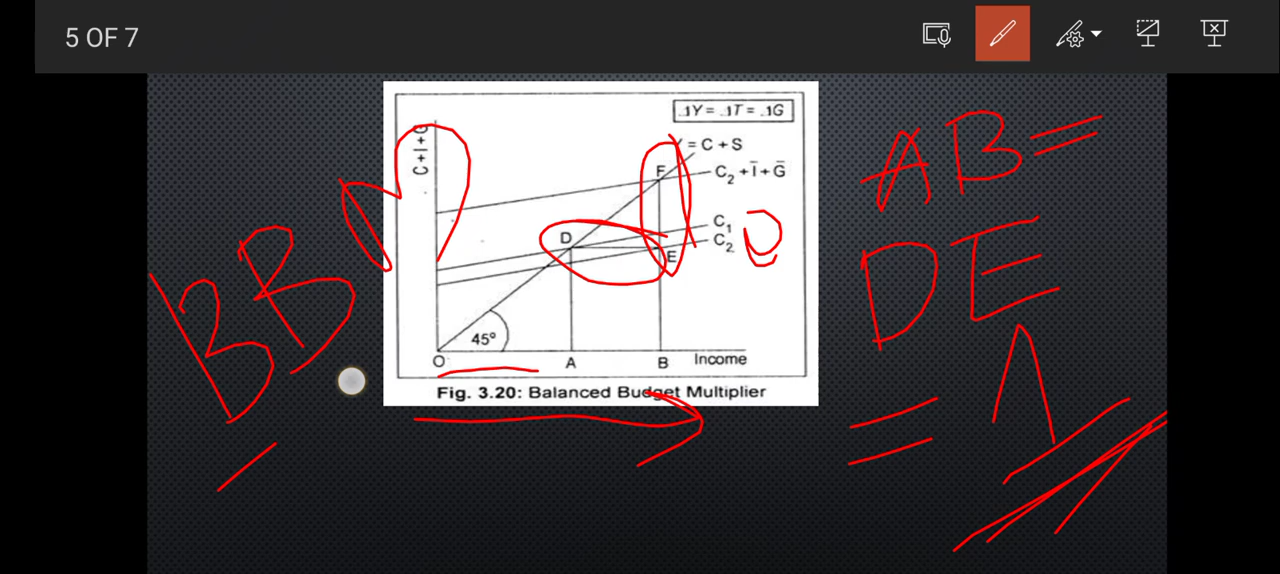 5 OF 7
ΔY = ΔT = ΔG
C+I+G
Y = C + S
F
C₂ + Ī + Ḡ
C₁
D
C₂
E
45°
O
A
B
Income
Fig. 3.20: Balanced Budget Multiplier
BBM
AB =
DE
=